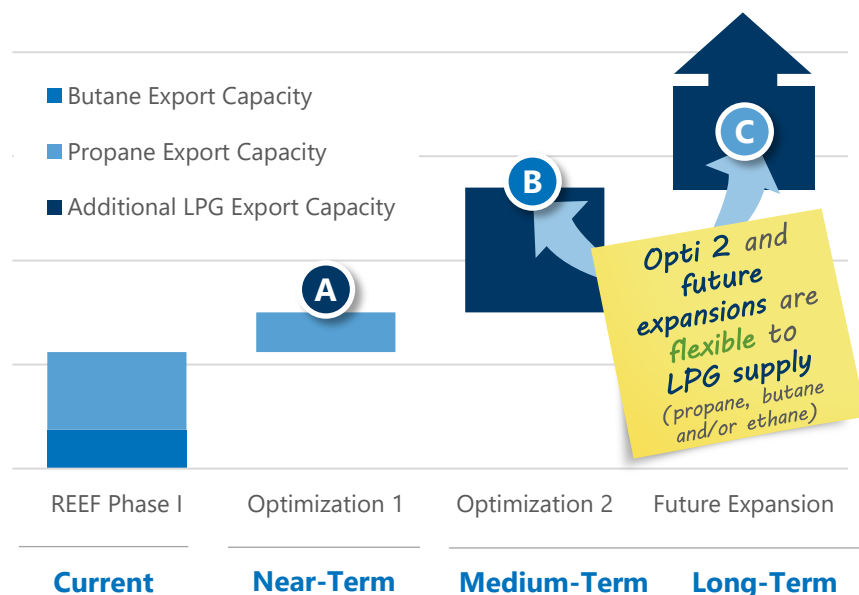 Butane Export Capacity
Propane Export Capacity
Additional LPG Export Capacity
A
B
C
Opti 2 and
future
expansions are
flexible to
LPG supply
(propane, butane
and/or ethane)
REEF Phase I
Optimization 1
Optimization 2
Future Expansion
Current
Near-Term
Medium-Term
Long-Term